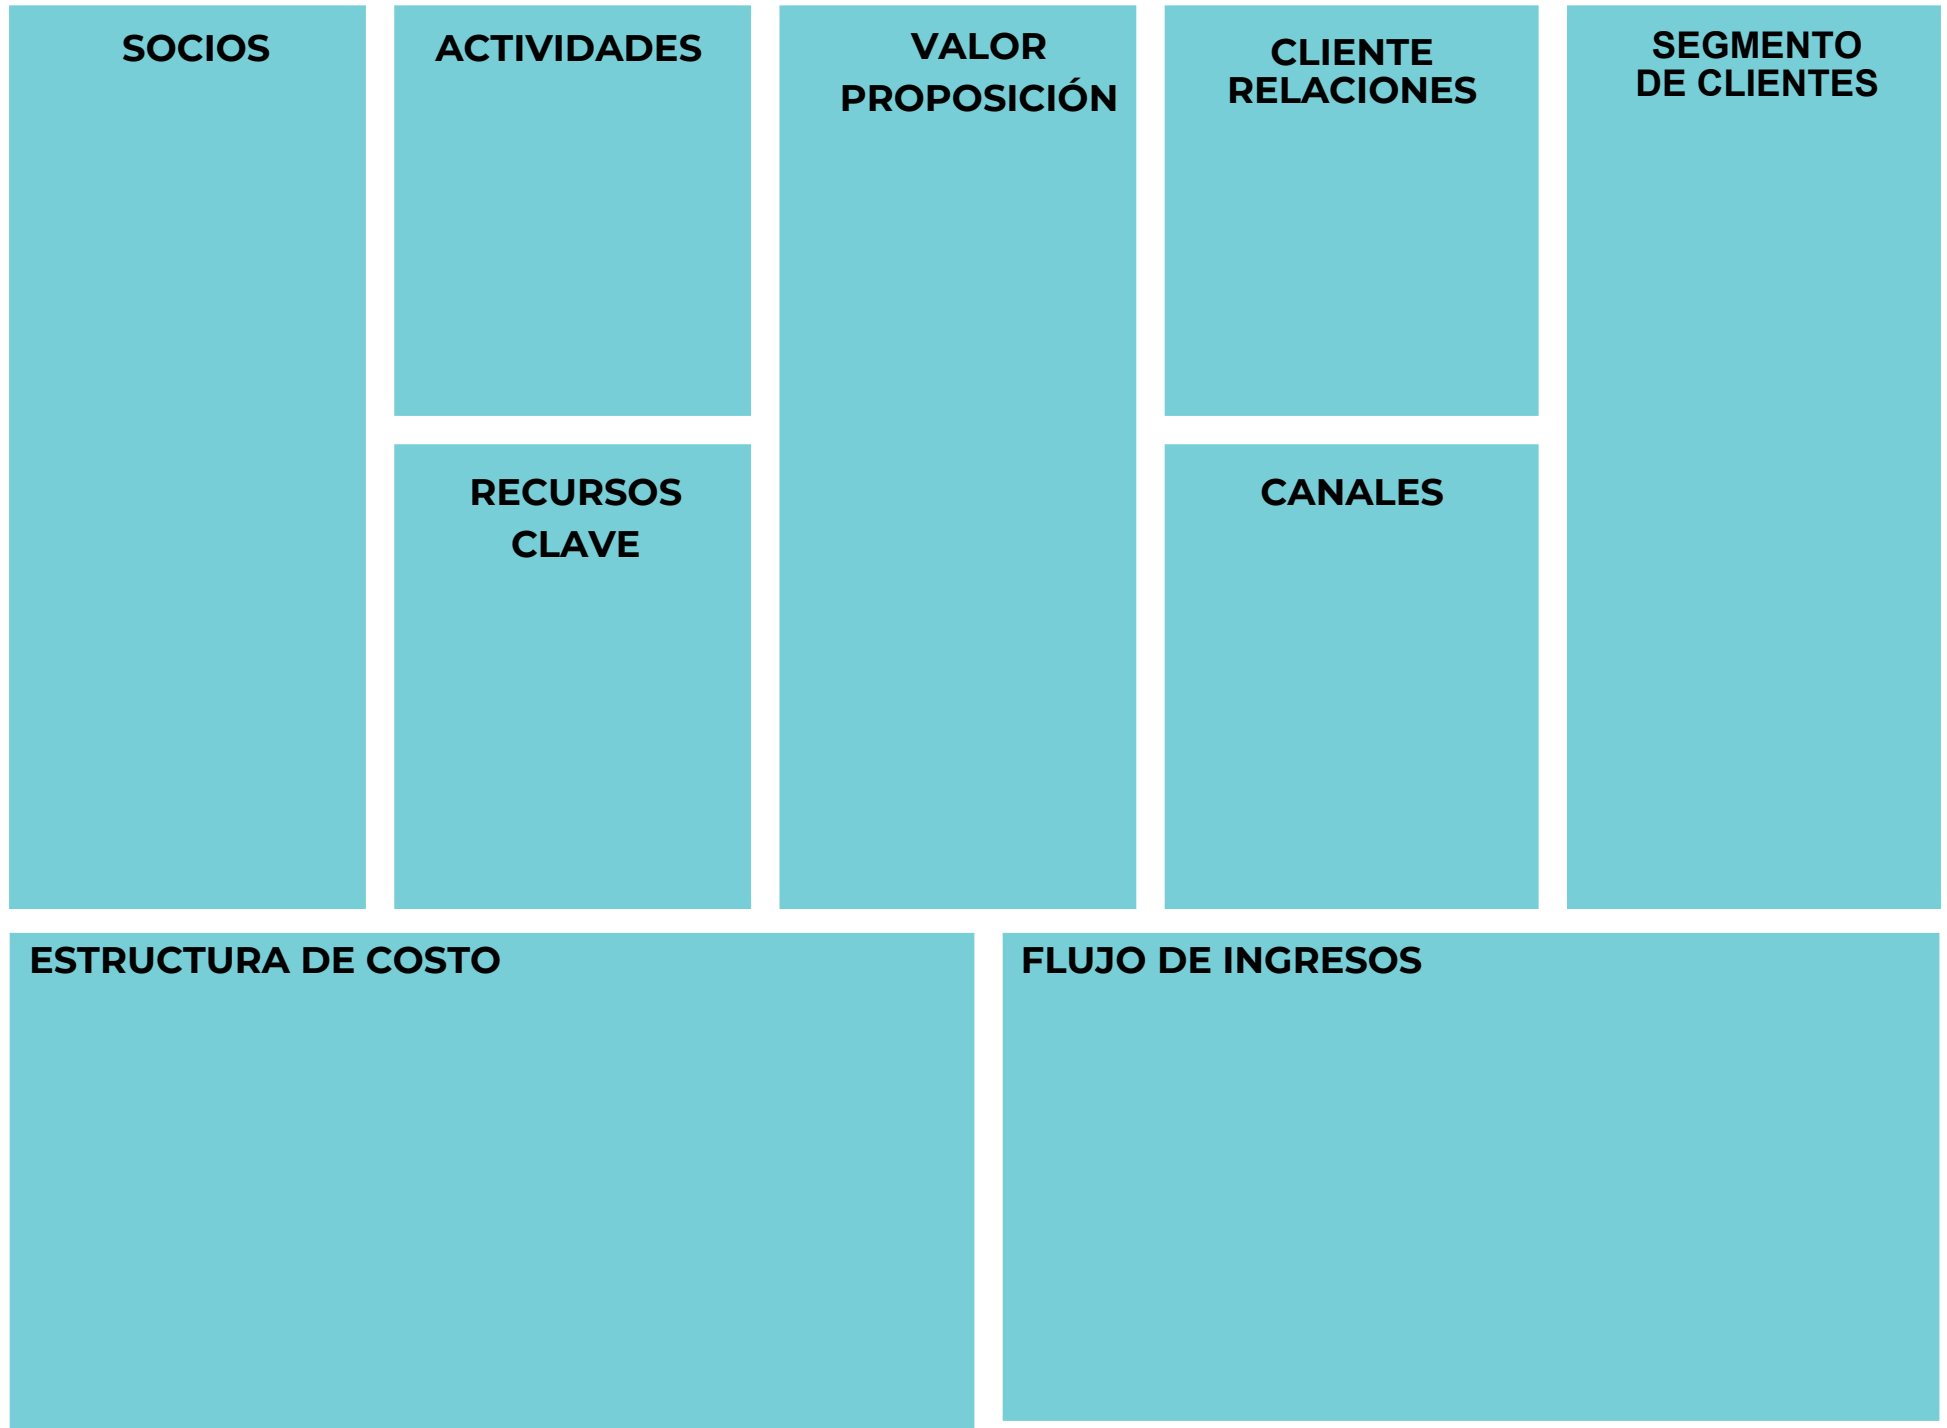 SOCIOS
ACTIVIDADES
VALOR
PROPOSICIÓN
CLIENTE
RELACIONES
SEGMENTO
DE CLIENTES
RECURSOS
CLAVE
CANALES
ESTRUCTURA DE COSTO
FLUJO DE INGRESOS